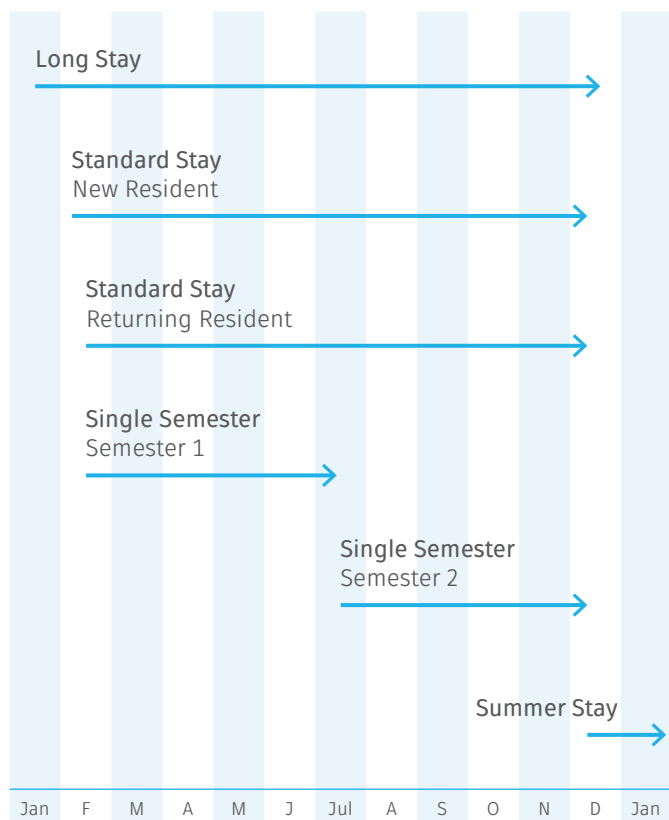 Long Stay
Standard Stay
New Resident
Standard Stay
Returning Resident
Single Semester
Semester 1
Single Semester
Semester 2
Summer Stay
Jan F M A M J Jul A S O N D Jan